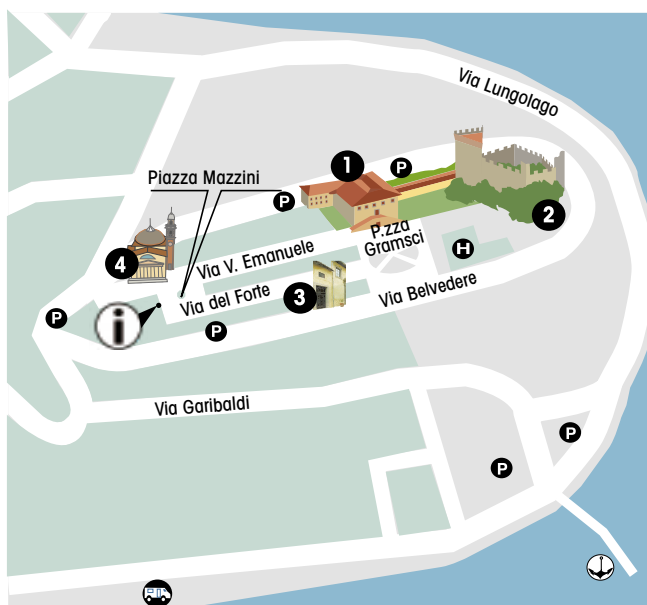 Via Lungolago
1
P
Piazza Mazzini
P
2
P.zza
Gramsci
H
4
Via V. Emanuele
3
Via del Forte
Via Belvedere
P
i
P
Via Garibaldi
P
P